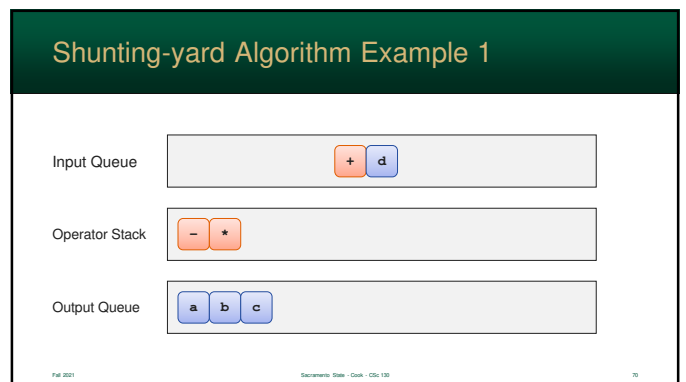 Shunting-yard Algorithm Example 1
Input Queue
+ d
Operator Stack
– *
Output Queue
a b c
Fall 2021
Sacramento State - Cook - CSc 130
70